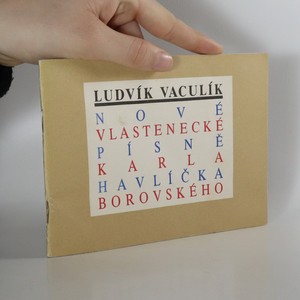 LUDVÍK VACULÍK
NOVÉ
VLASTENECKÉ
PÍSNĚ
KARLA
HAVLÍČKA
BOROVSKÉHO